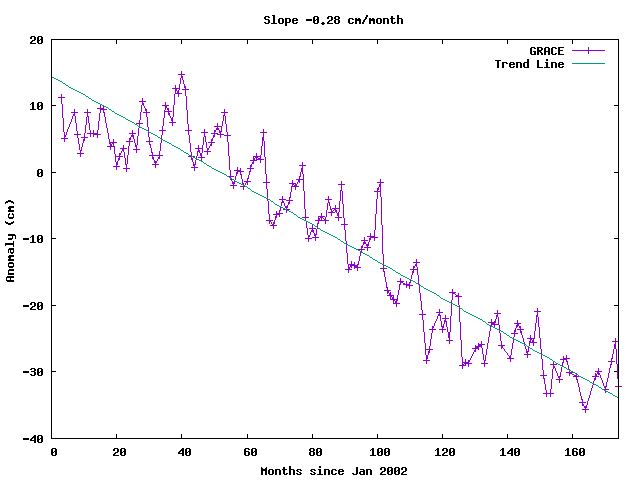 Slope -0.28 cm/month
GRACE
Trend Line
20
10
0
-10
-20
-30
-40
Anomaly (cm)
0 20 40 60 80 100 120 140 160
Months since Jan 2002